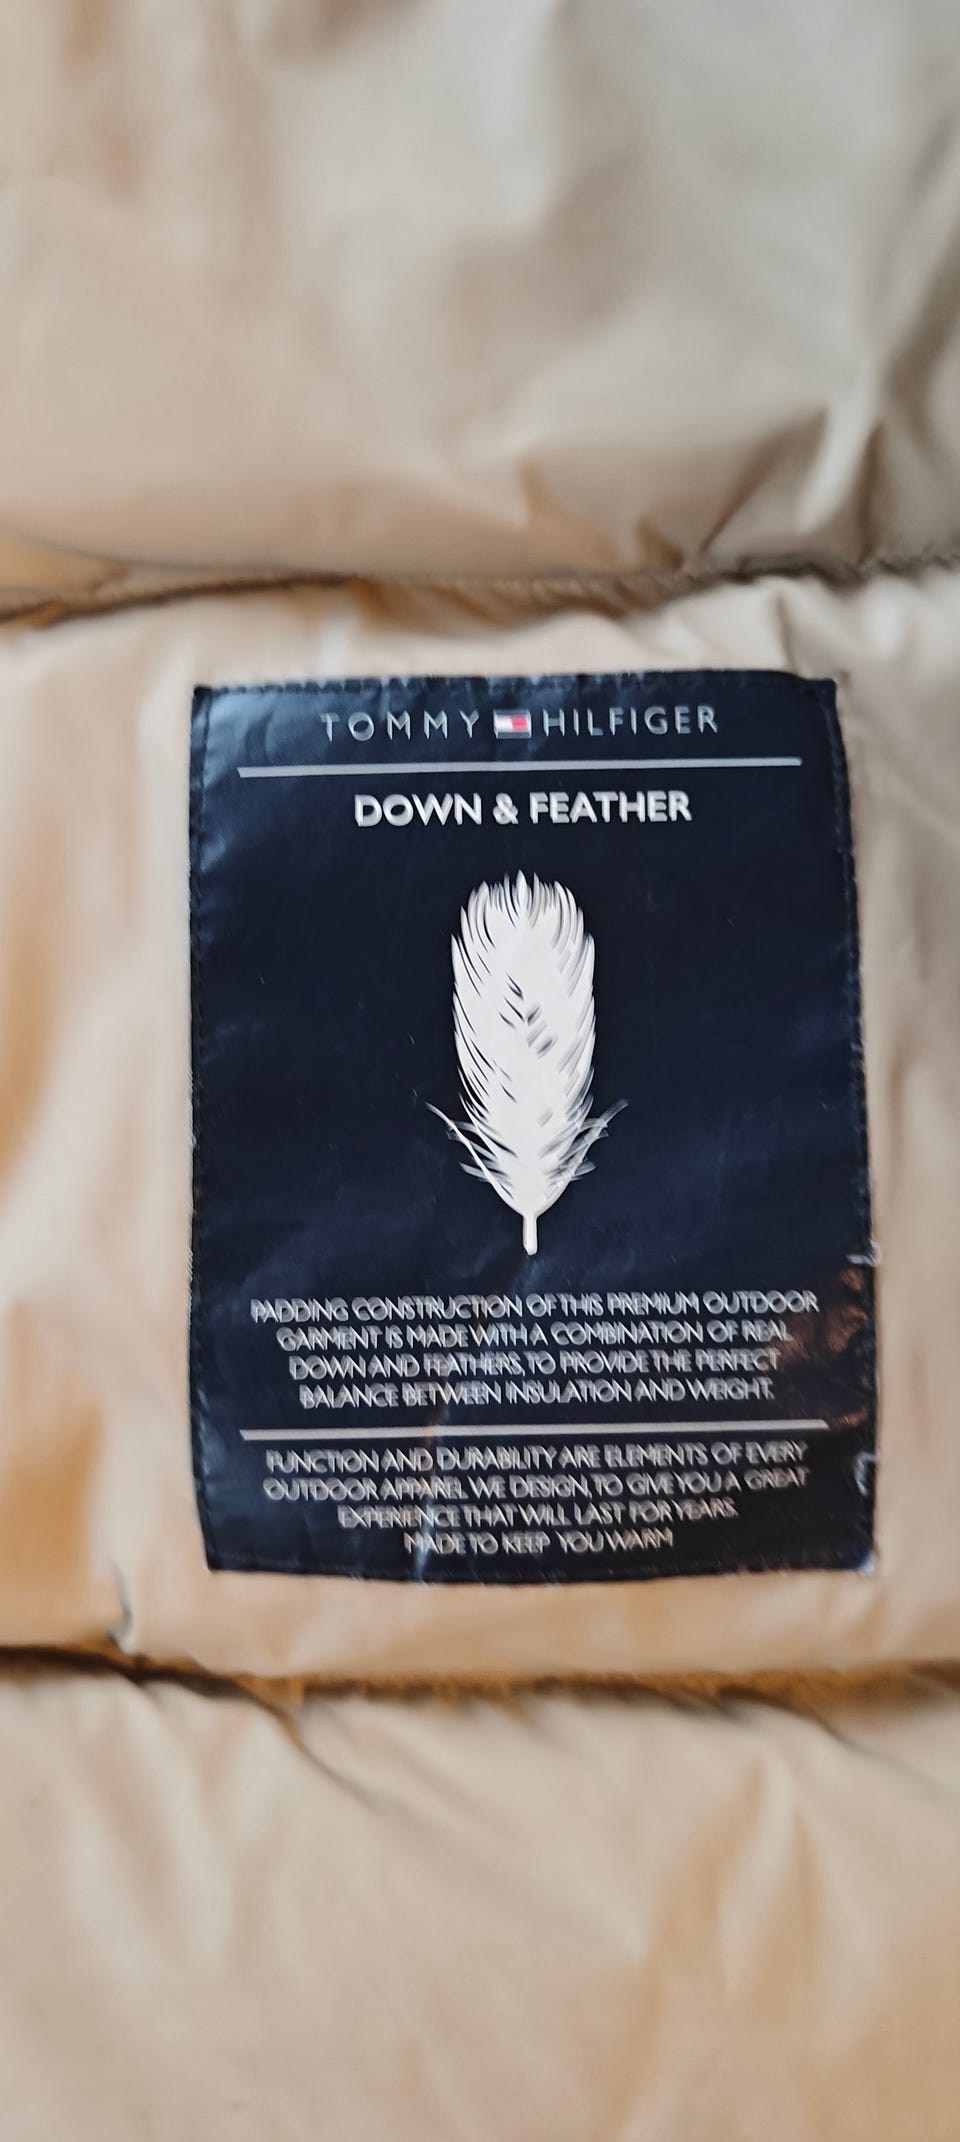 TOMMY HILFIGER
DOWN & FEATHER
PADDING CONSTRUCTION OF THIS PREMIUM OUTDOOR
GARMENT IS MADE WITH A COMBINATION OF REAL
DOWN AND FEATHERS, TO PROVIDE THE PERFECT
BALANCE BETWEEN INSULATION AND WEIGHT.
FUNCTION AND DURABILITY ARE ELEMENTS OF EVERY
OUTDOOR APPAREL WE DESIGN, TO GIVE YOU A GREAT
EXPERIENCE THAT WILL LAST FOR YEARS.
MADE TO KEEP YOU WARM